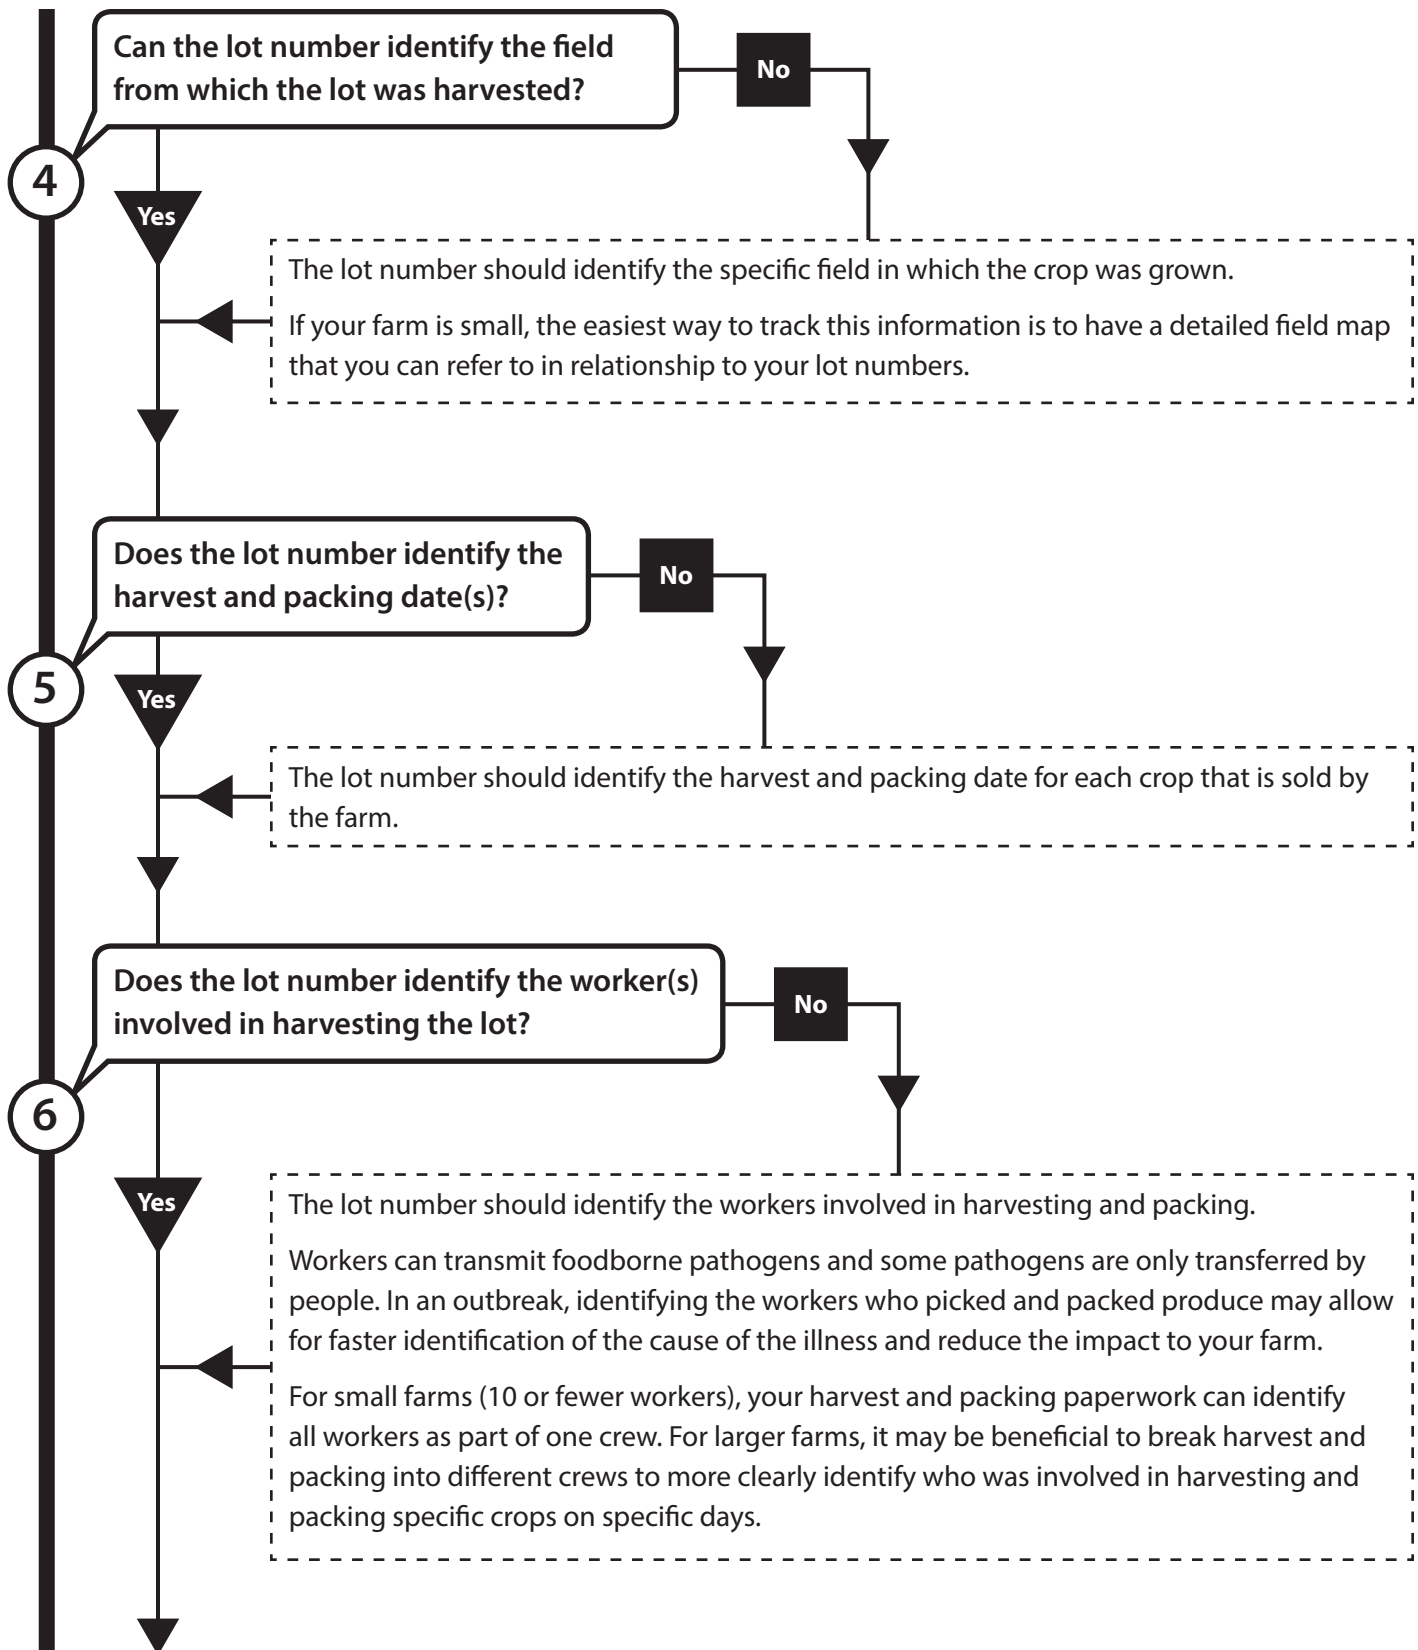 Can the lot number identify the field
from which the lot was harvested?
No
4
Yes
The lot number should identify the specific field in which the crop was grown.
If your farm is small, the easiest way to track this information is to have a detailed field map
that you can refer to in relationship to your lot numbers.
Does the lot number identify the
harvest and packing date(s)?
No
5
Yes
The lot number should identify the harvest and packing date for each crop that is sold by
the farm.
Does the lot number identify the worker(s)
involved in harvesting the lot?
No
6
Yes
The lot number should identify the workers involved in harvesting and packing.
Workers can transmit foodborne pathogens and some pathogens are only transferred by
people. In an outbreak, identifying the workers who picked and packed produce may allow
for faster identification of the cause of the illness and reduce the impact to your farm.
For small farms (10 or fewer workers), your harvest and packing paperwork can identify
all workers as part of one crew. For larger farms, it may be beneficial to break harvest and
packing into different crews to more clearly identify who was involved in harvesting and
packing specific crops on specific days.